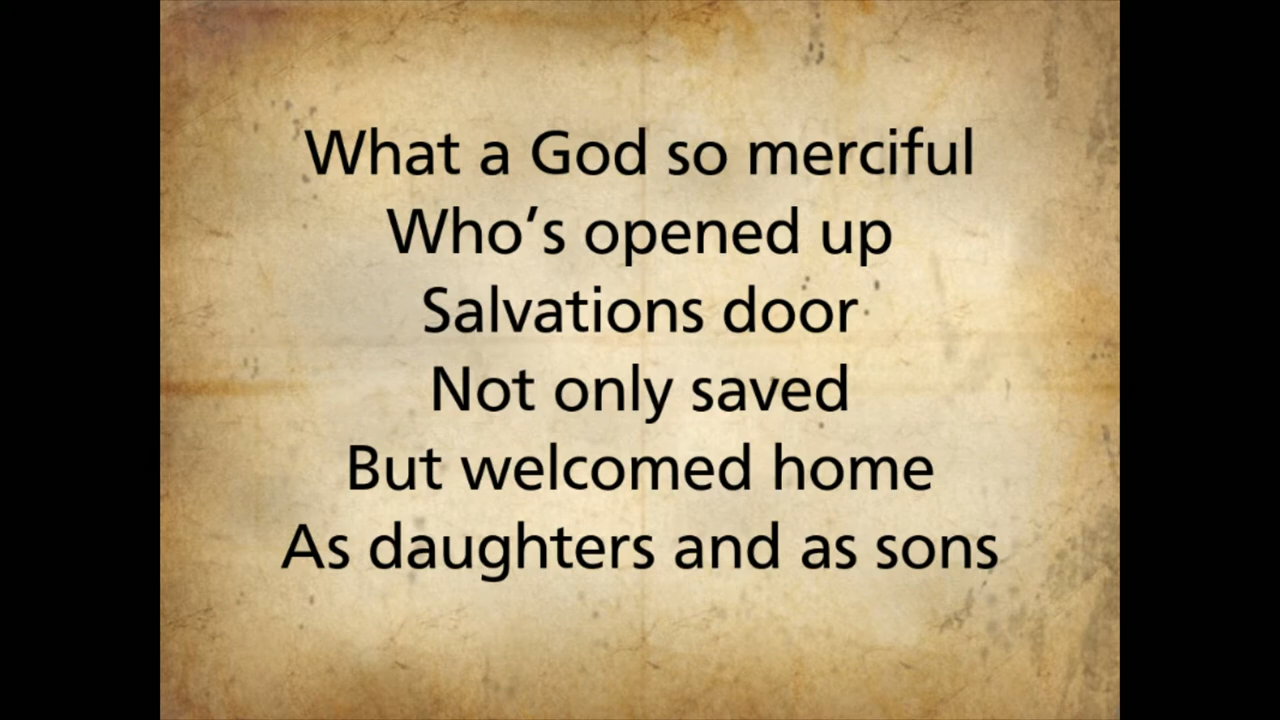 What a God so merciful
Who’s opened up
Salvations door
Not only saved
But welcomed home
As daughters and as sons